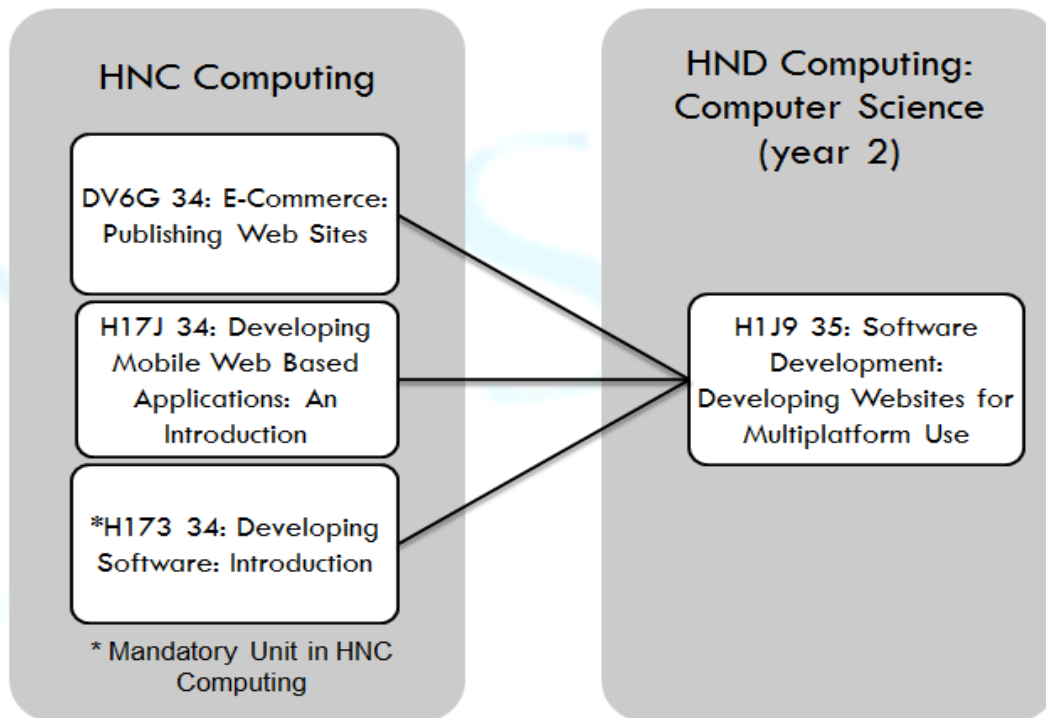 HNC Computing
DV6G 34: E-Commerce:
Publishing Web Sites
H17J 34: Developing
Mobile Web Based
Applications: An
Introduction
*H173 34: Developing
Software: Introduction
* Mandatory Unit in HNC
Computing
HND Computing:
Computer Science
(year 2)
H1J9 35: Software
Development:
Developing Websites for
Multiplatform Use